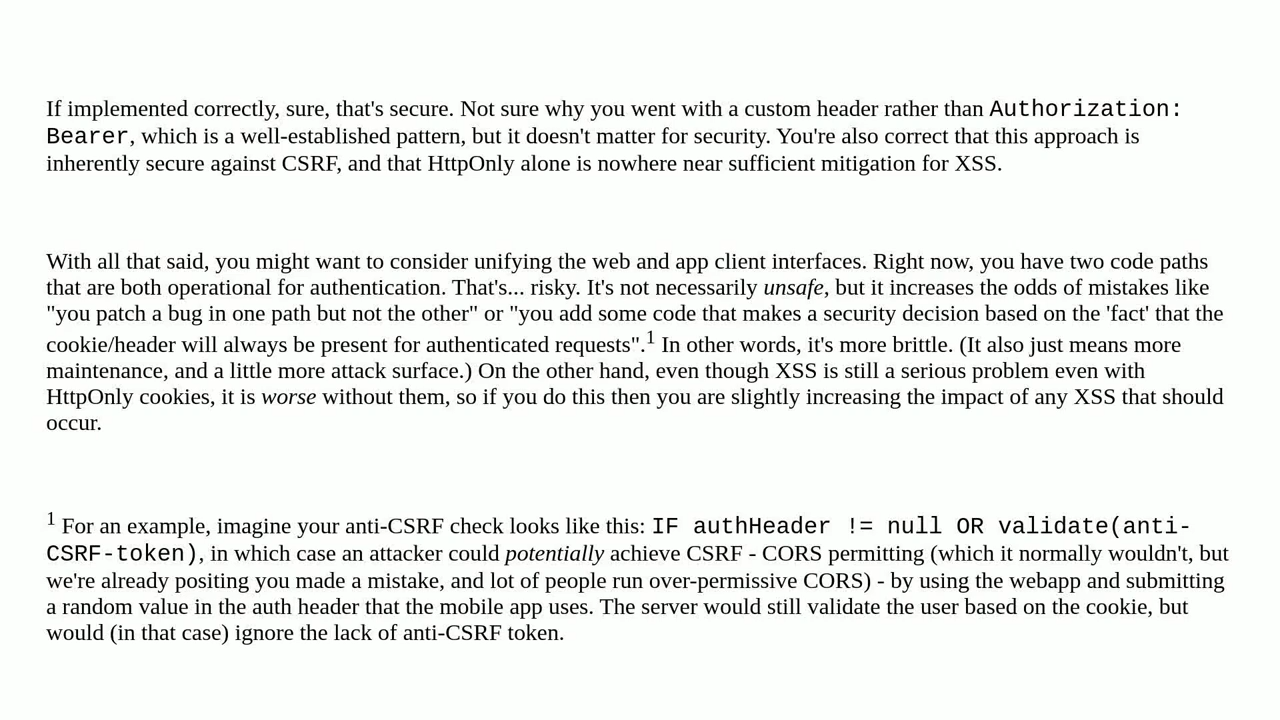 If implemented correctly, sure, that's secure. Not sure why you went with a custom header rather than Authorization:
Bearer, which is a well-established pattern, but it doesn't matter for security. You're also correct that this approach is
inherently secure against CSRF, and that HttpOnly alone is nowhere near sufficient mitigation for XSS.
With all that said, you might want to consider unifying the web and app client interfaces. Right now, you have two code paths
that are both operational for authentication. That's... risky. It's not necessarily unsafe, but it increases the odds of mistakes like
"you patch a bug in one path but not the other" or "you add some code that makes a security decision based on the 'fact' that the
cookie/header will always be present for authenticated requests".1 In other words, it's more brittle. (It also just means more
maintenance, and a little more attack surface.) On the other hand, even though XSS is still a serious problem even with
HttpOnly cookies, it is worse without them, so if you do this then you are slightly increasing the impact of any XSS that should
occur.
1 For an example, imagine your anti-CSRF check looks like this: IF authHeader != null OR validate(anti-
CSRF-token), in which case an attacker could potentially achieve CSRF - CORS permitting (which it normally wouldn't, but
we're already positing you made a mistake, and lot of people run over-permissive CORS) - by using the webapp and submitting
a random value in the auth header that the mobile app uses. The server would still validate the user based on the cookie, but
would (in that case) ignore the lack of anti-CSRF token.